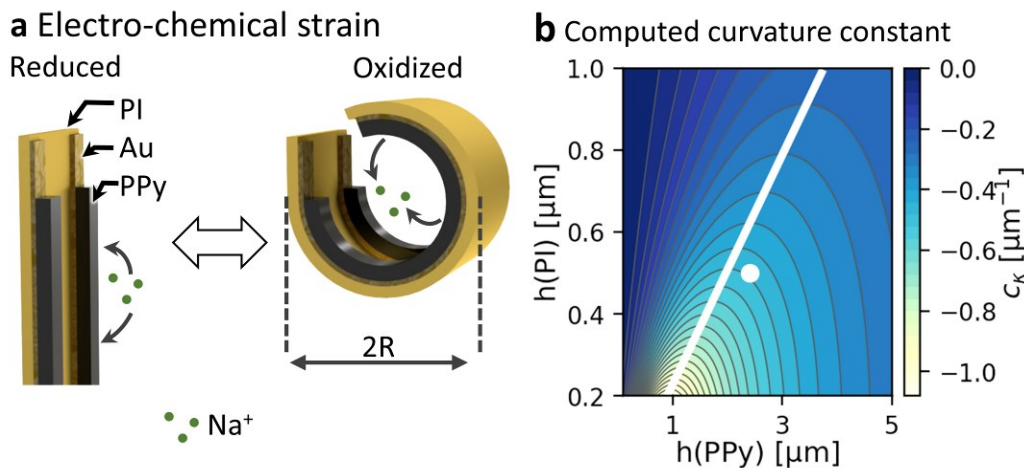 a Electro-chemical strain
Reduced
Oxidized
PI
Au
PPy
2R
Na⁺
b Computed curvature constant
1.0
0.8
0.6
0.4
0.2
h(PI) [μm]
1
3
5
h(PPy) [μm]
0.0
−0.2
−0.4
−0.6
−0.8
−1.0
cκ [μm⁻¹]